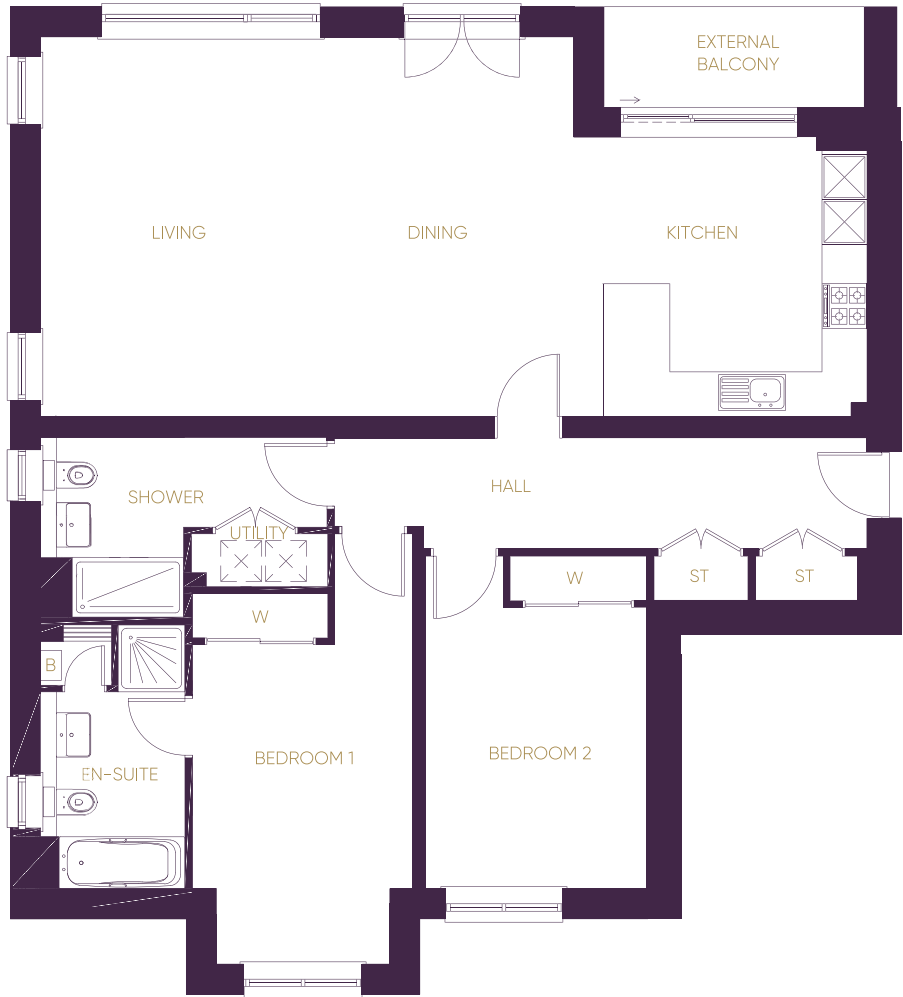 EXTERNAL
BALCONY
LIVING
DINING
KITCHEN
HALL
SHOWER
UTILITY
ST
ST
W
W
B
BEDROOM 1
BEDROOM 2
EN-SUITE